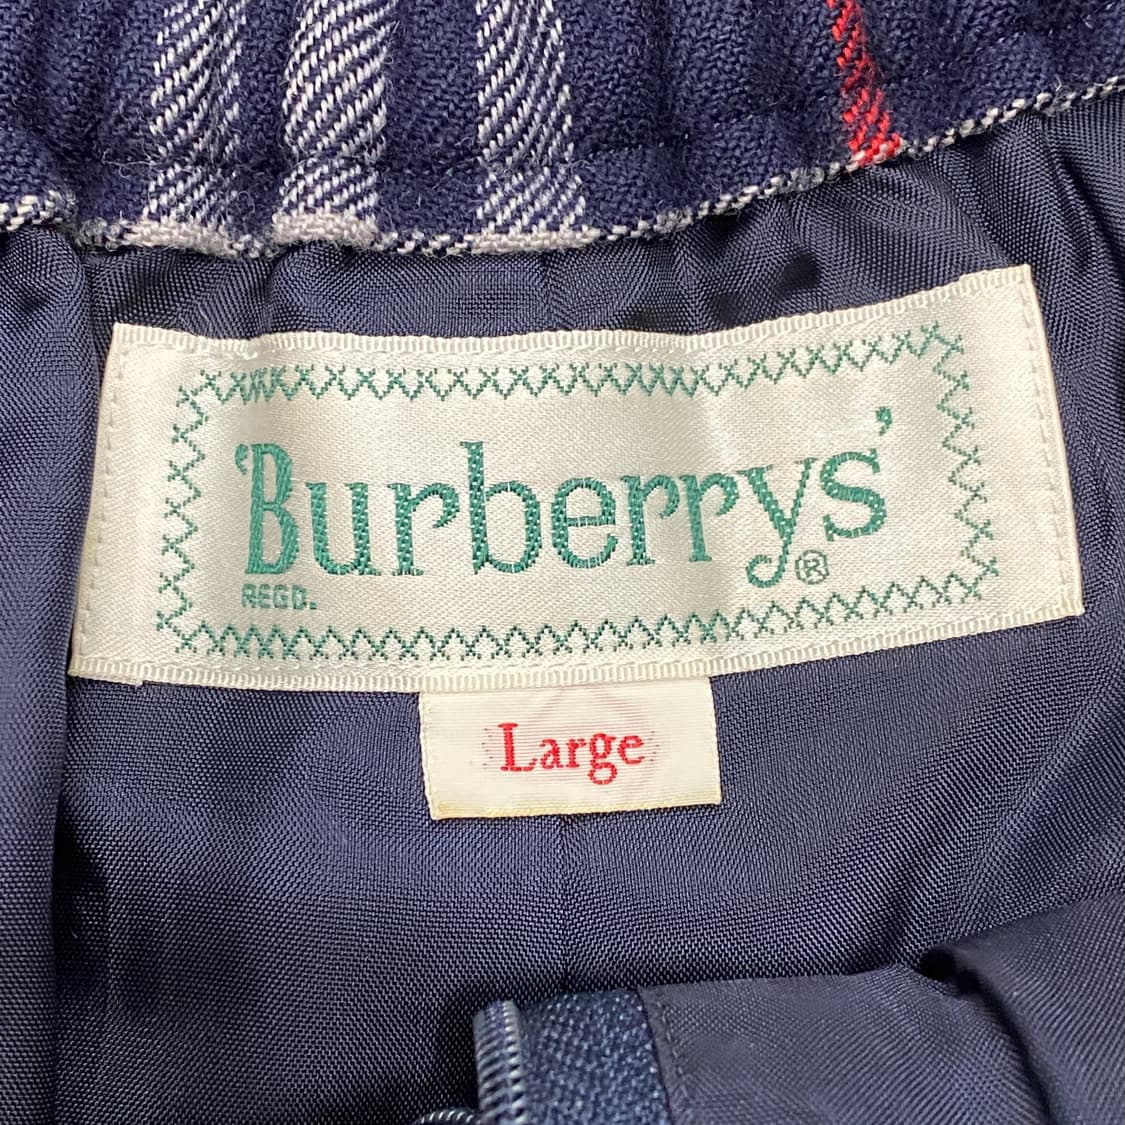 'Burberrys'
REGD. ®
Large